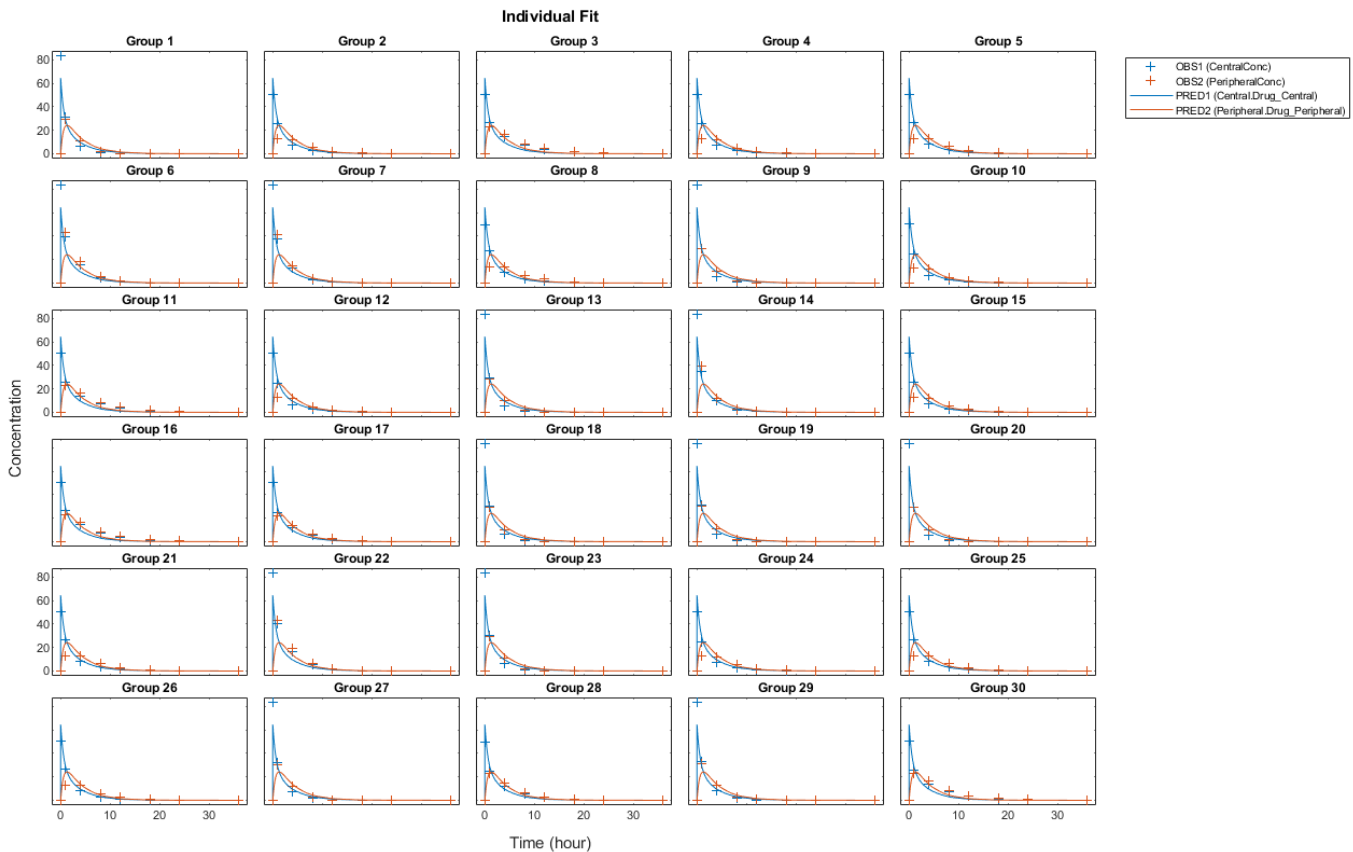 Individual Fit
Group 1 Group 2 Group 3 Group 4 Group 5
80
60
40
20
0
OBS1 (CentralConc)
OBS2 (PeripheralConc)
PRED1 (Central.Drug_Central)
PRED2 (Peripheral.Drug_Peripheral)
Group 6 Group 7 Group 8 Group 9 Group 10
Group 11 Group 12 Group 13 Group 14 Group 15
80
60
40
20
0
Concentration
Group 16 Group 17 Group 18 Group 19 Group 20
Group 21 Group 22 Group 23 Group 24 Group 25
80
60
40
20
0
Group 26 Group 27 Group 28 Group 29 Group 30
0 10 20 30 0 10 20 30 0 10 20 30
Time (hour)